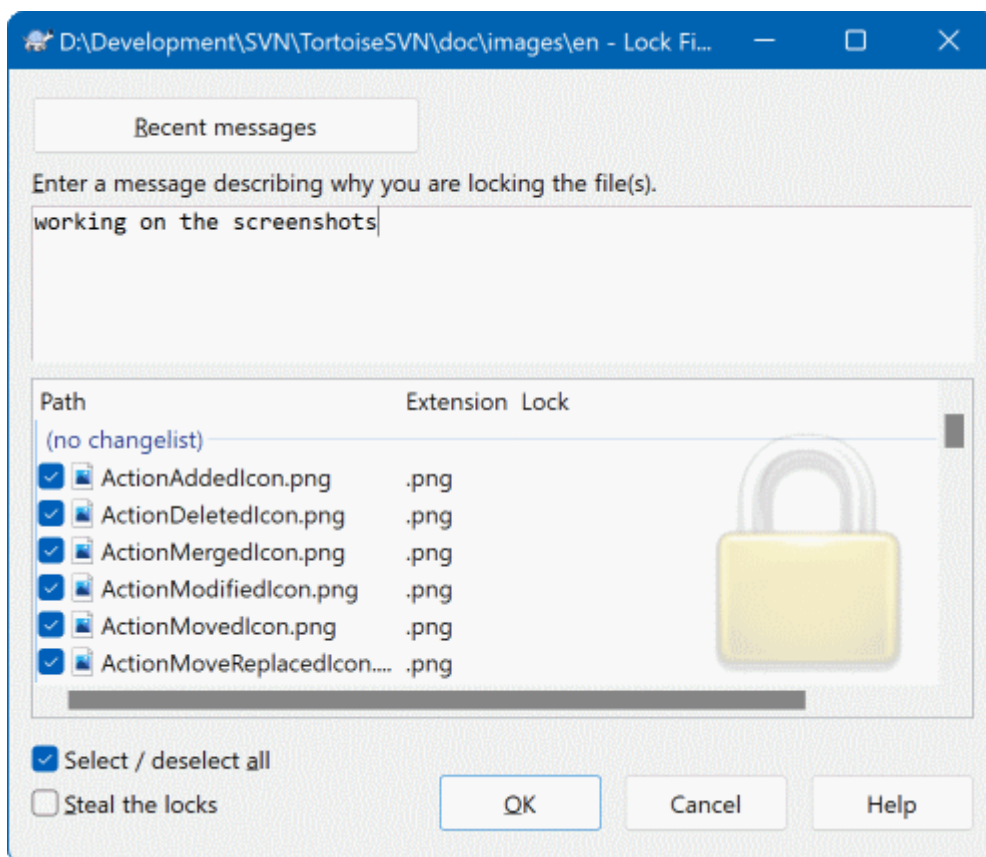 D:\Development\SVN\TortoiseSVN\doc\images\en - Lock Fi...
Recent messages
Enter a message describing why you are locking the file(s).
working on the screenshots
Path Extension Lock
(no changelist)
ActionAddedIcon.png .png
ActionDeletedIcon.png .png
ActionMergedIcon.png .png
ActionModifiedIcon.png .png
ActionMovedIcon.png .png
ActionMoveReplacedIcon.... .png
Select / deselect all
Steal the locks
OK Cancel Help